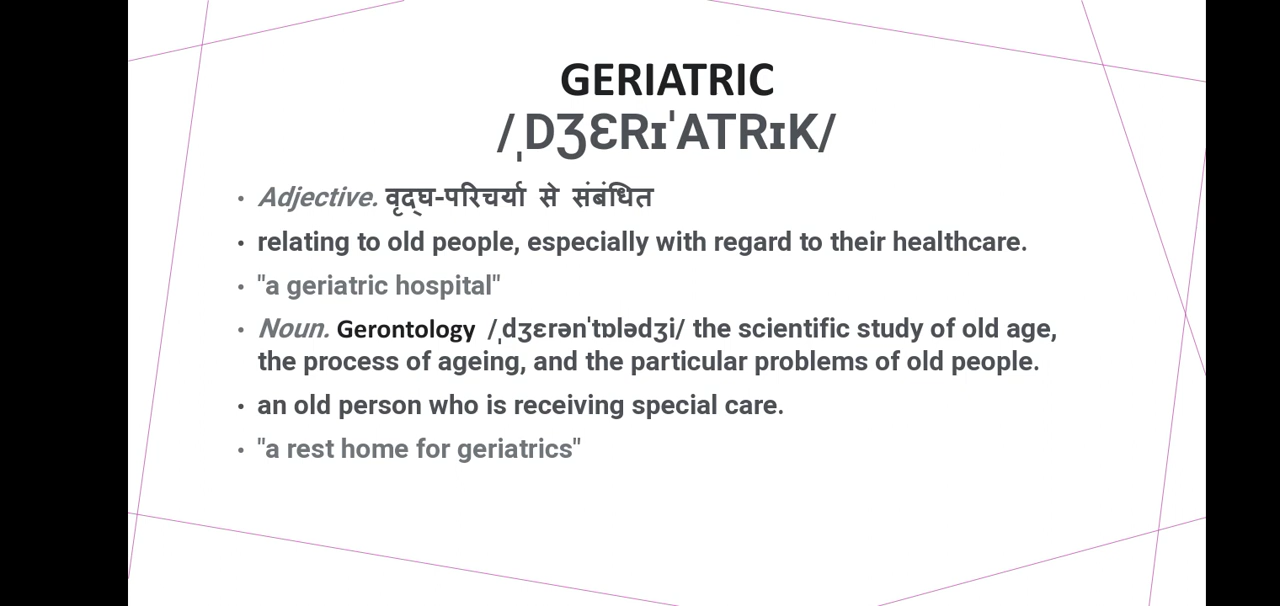 GERIATRIC
/ˌDƷƐRɪˈATRɪK/
• Adjective. वृद्घ-परिचर्या से संबंधित
• relating to old people, especially with regard to their healthcare.
• "a geriatric hospital"
• Noun. Gerontology /ˌdʒɛrənˈtɒlədʒi/ the scientific study of old age,
the process of ageing, and the particular problems of old people.
• an old person who is receiving special care.
• "a rest home for geriatrics"